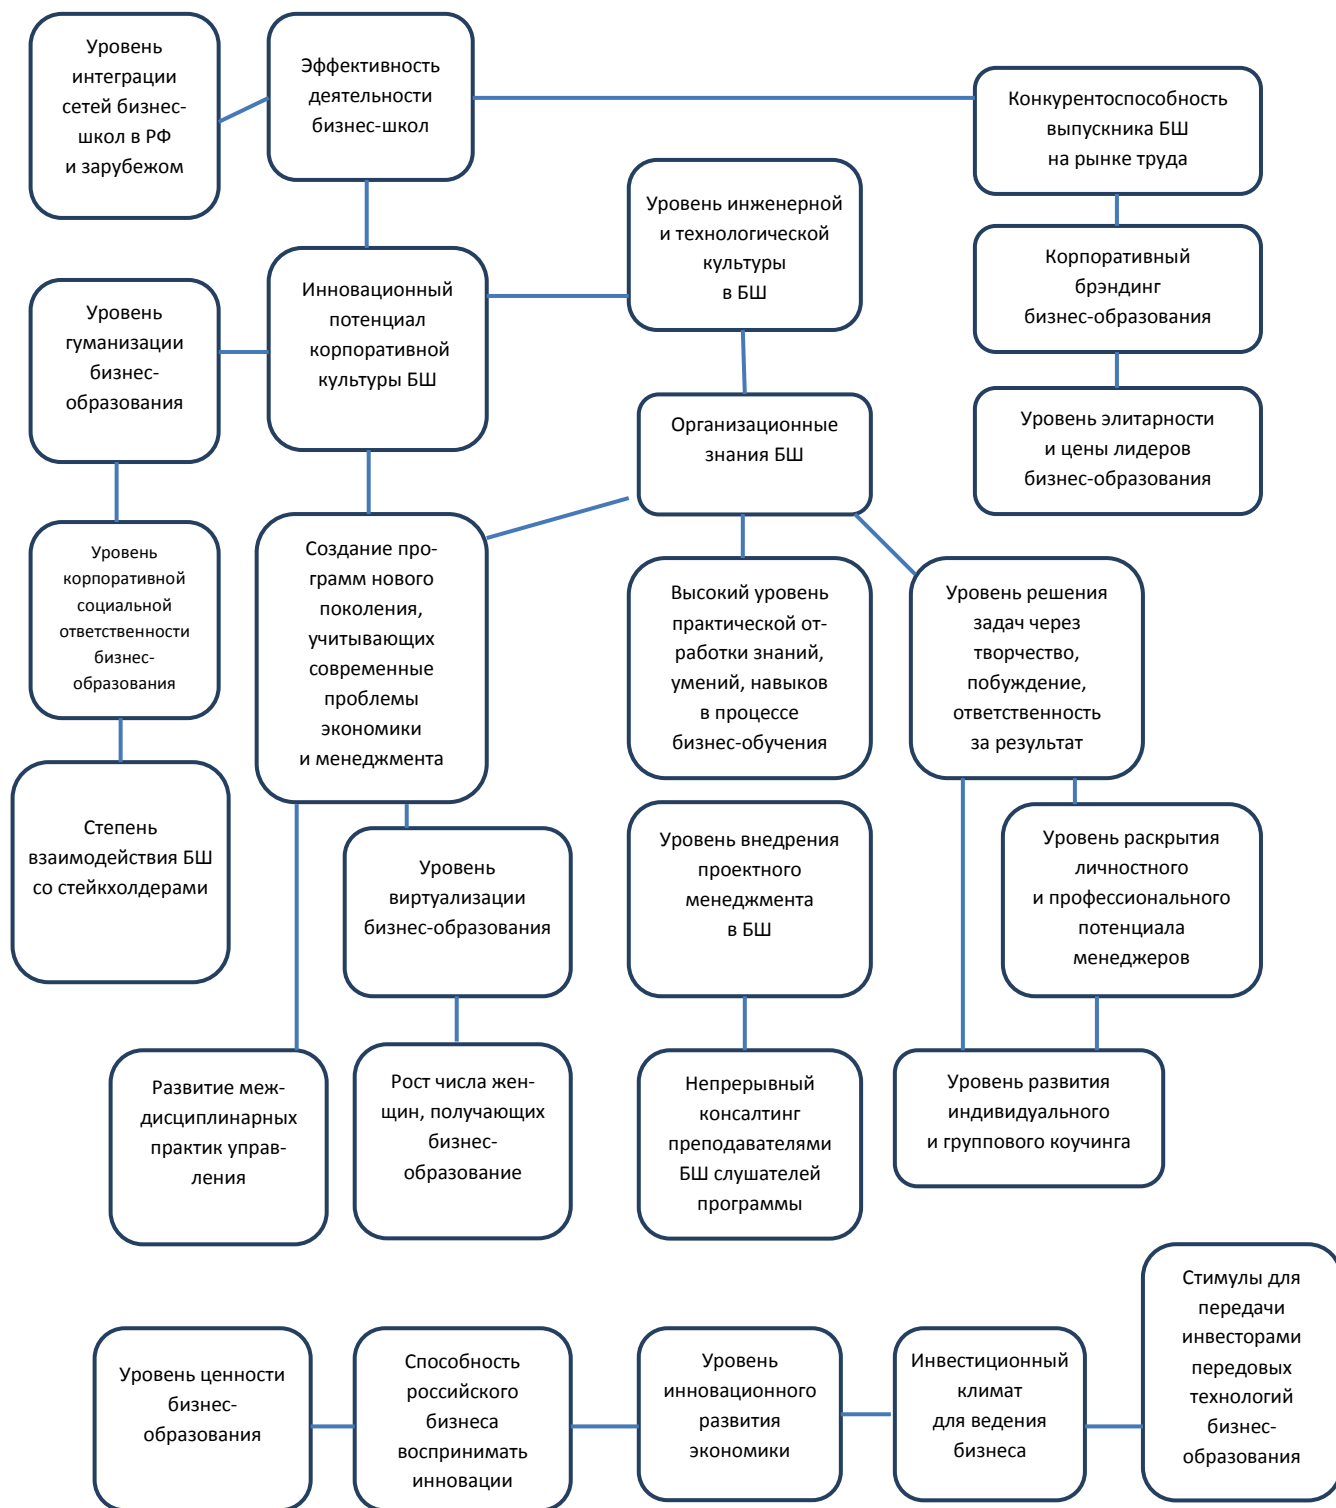 Уровень
интеграции
сетей бизнес-
школ в РФ
и зарубежом
Эффективность
деятельности
бизнес-школ
Конкурентоспособность
выпускника БШ
на рынке труда
Уровень инженерной
и технологической
культуры
в БШ
Корпоративный
брэндинг
бизнес-образования
Уровень
гуманизации
бизнес-
образования
Инновационный
потенциал
корпоративной
культуры БШ
Организационные
знания БШ
Уровень элитарности
и цены лидеров
бизнес-образования
Уровень
корпоративной
социальной
ответственности
бизнес-
образования
Создание про-
грамм нового
поколения,
учитывающих
современные
проблемы
экономики
и менеджмента
Высокий уровень
практической от-
работки знаний,
умений, навыков
в процессе
бизнес-обучения
Уровень решения
задач через
творчество,
побуждение,
ответственность
за результат
Степень
взаимодействия БШ
со стейкхолдерами
Уровень
виртуализации
бизнес-образования
Уровень внедрения
проектного
менеджмента
в БШ
Уровень раскрытия
личностного
и профессионального
потенциала
менеджеров
Развитие меж-
дисциплинарных
практик управ-
ления
Рост числа жен-
щин, получающих
бизнес-
образование
Непрерывный
консалтинг
преподавателями
БШ слушателей
программы
Уровень развития
индивидуального
и группового коучинга
Уровень ценности
бизнес-
образования
Способность
российского
бизнеса
воспринимать
инновации
Уровень
инновационного
развития
экономики
Инвестиционный
климат
для ведения
бизнеса
Стимулы для
передачи
инвесторами
передовых
технологий
бизнес-
образования